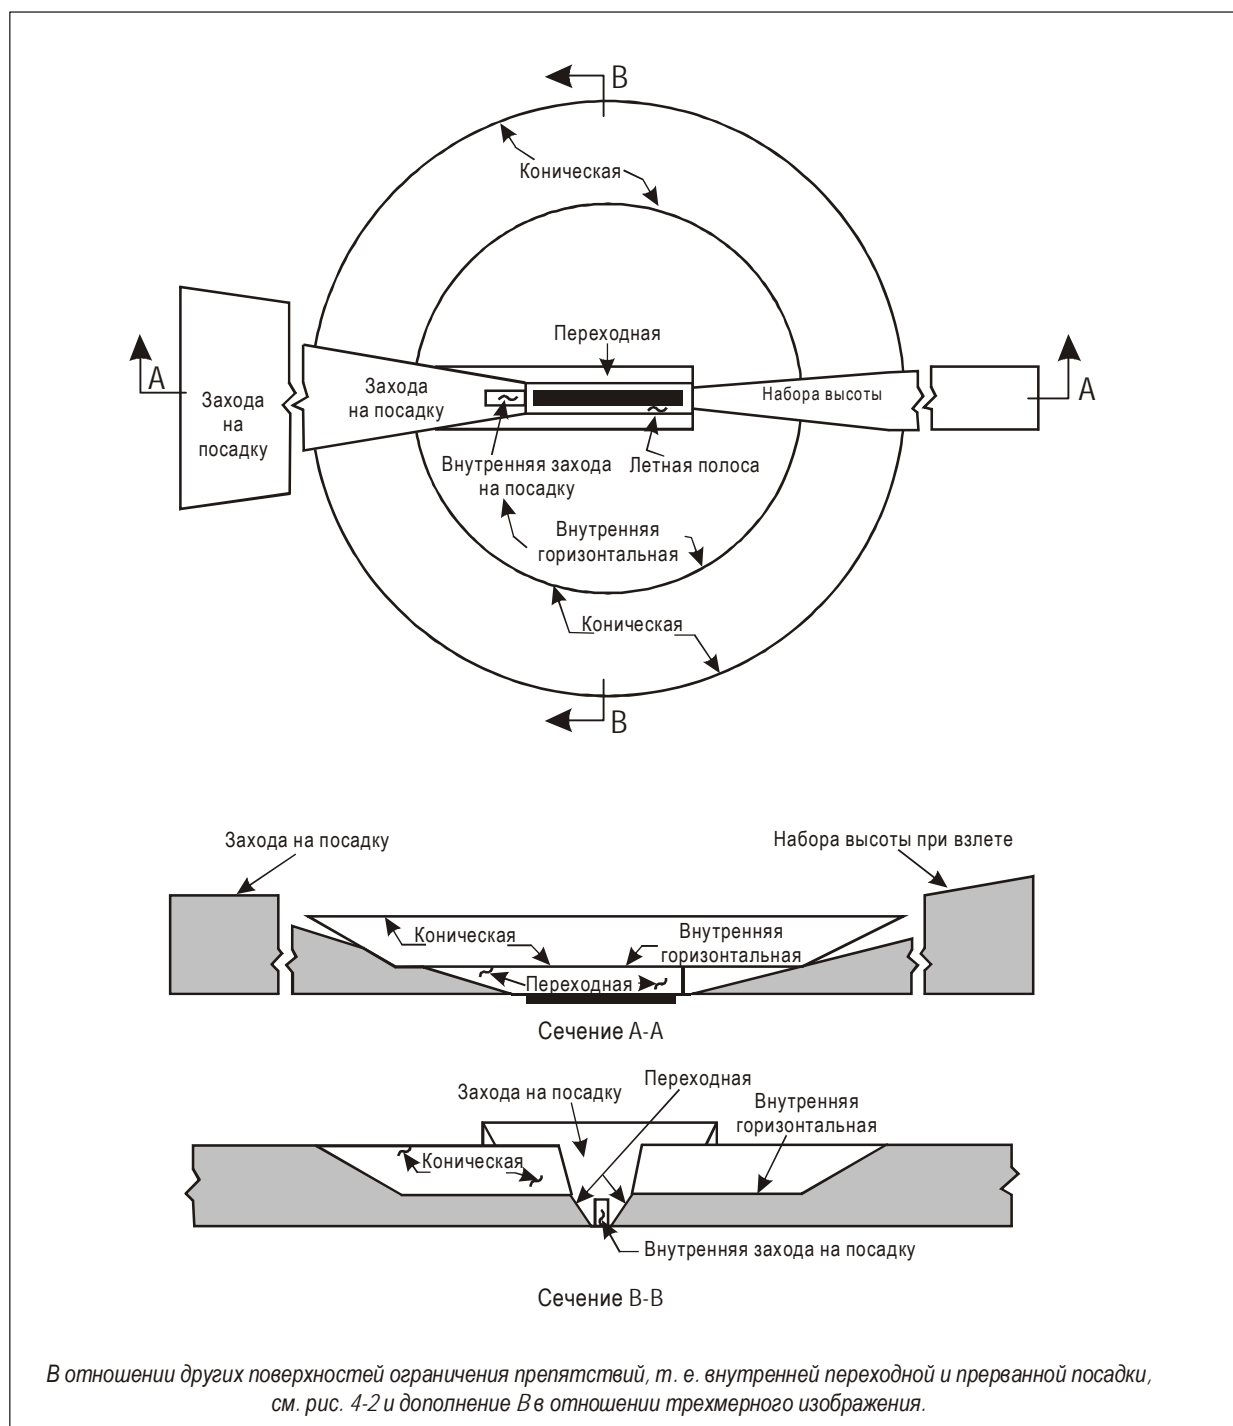 B
Коническая
Переходная
A
Захода
на
посадку
Захода
на посадку
Набора высоты
A
Внутренняя захода
на посадку
Летная полоса
Внутренняя
горизонтальная
Коническая
B
Захода на посадку
Набора высоты при взлете
Коническая
Внутренняя
горизонтальная
Переходная
Сечение A-A
Переходная
Захода на посадку
Внутренняя
горизонтальная
Коническая
Внутренняя захода на посадку
Сечение B-B
В отношении других поверхностей ограничения препятствий, т. е. внутренней переходной и прерванной посадки,
см. рис. 4-2 и дополнение B в отношении трехмерного изображения.